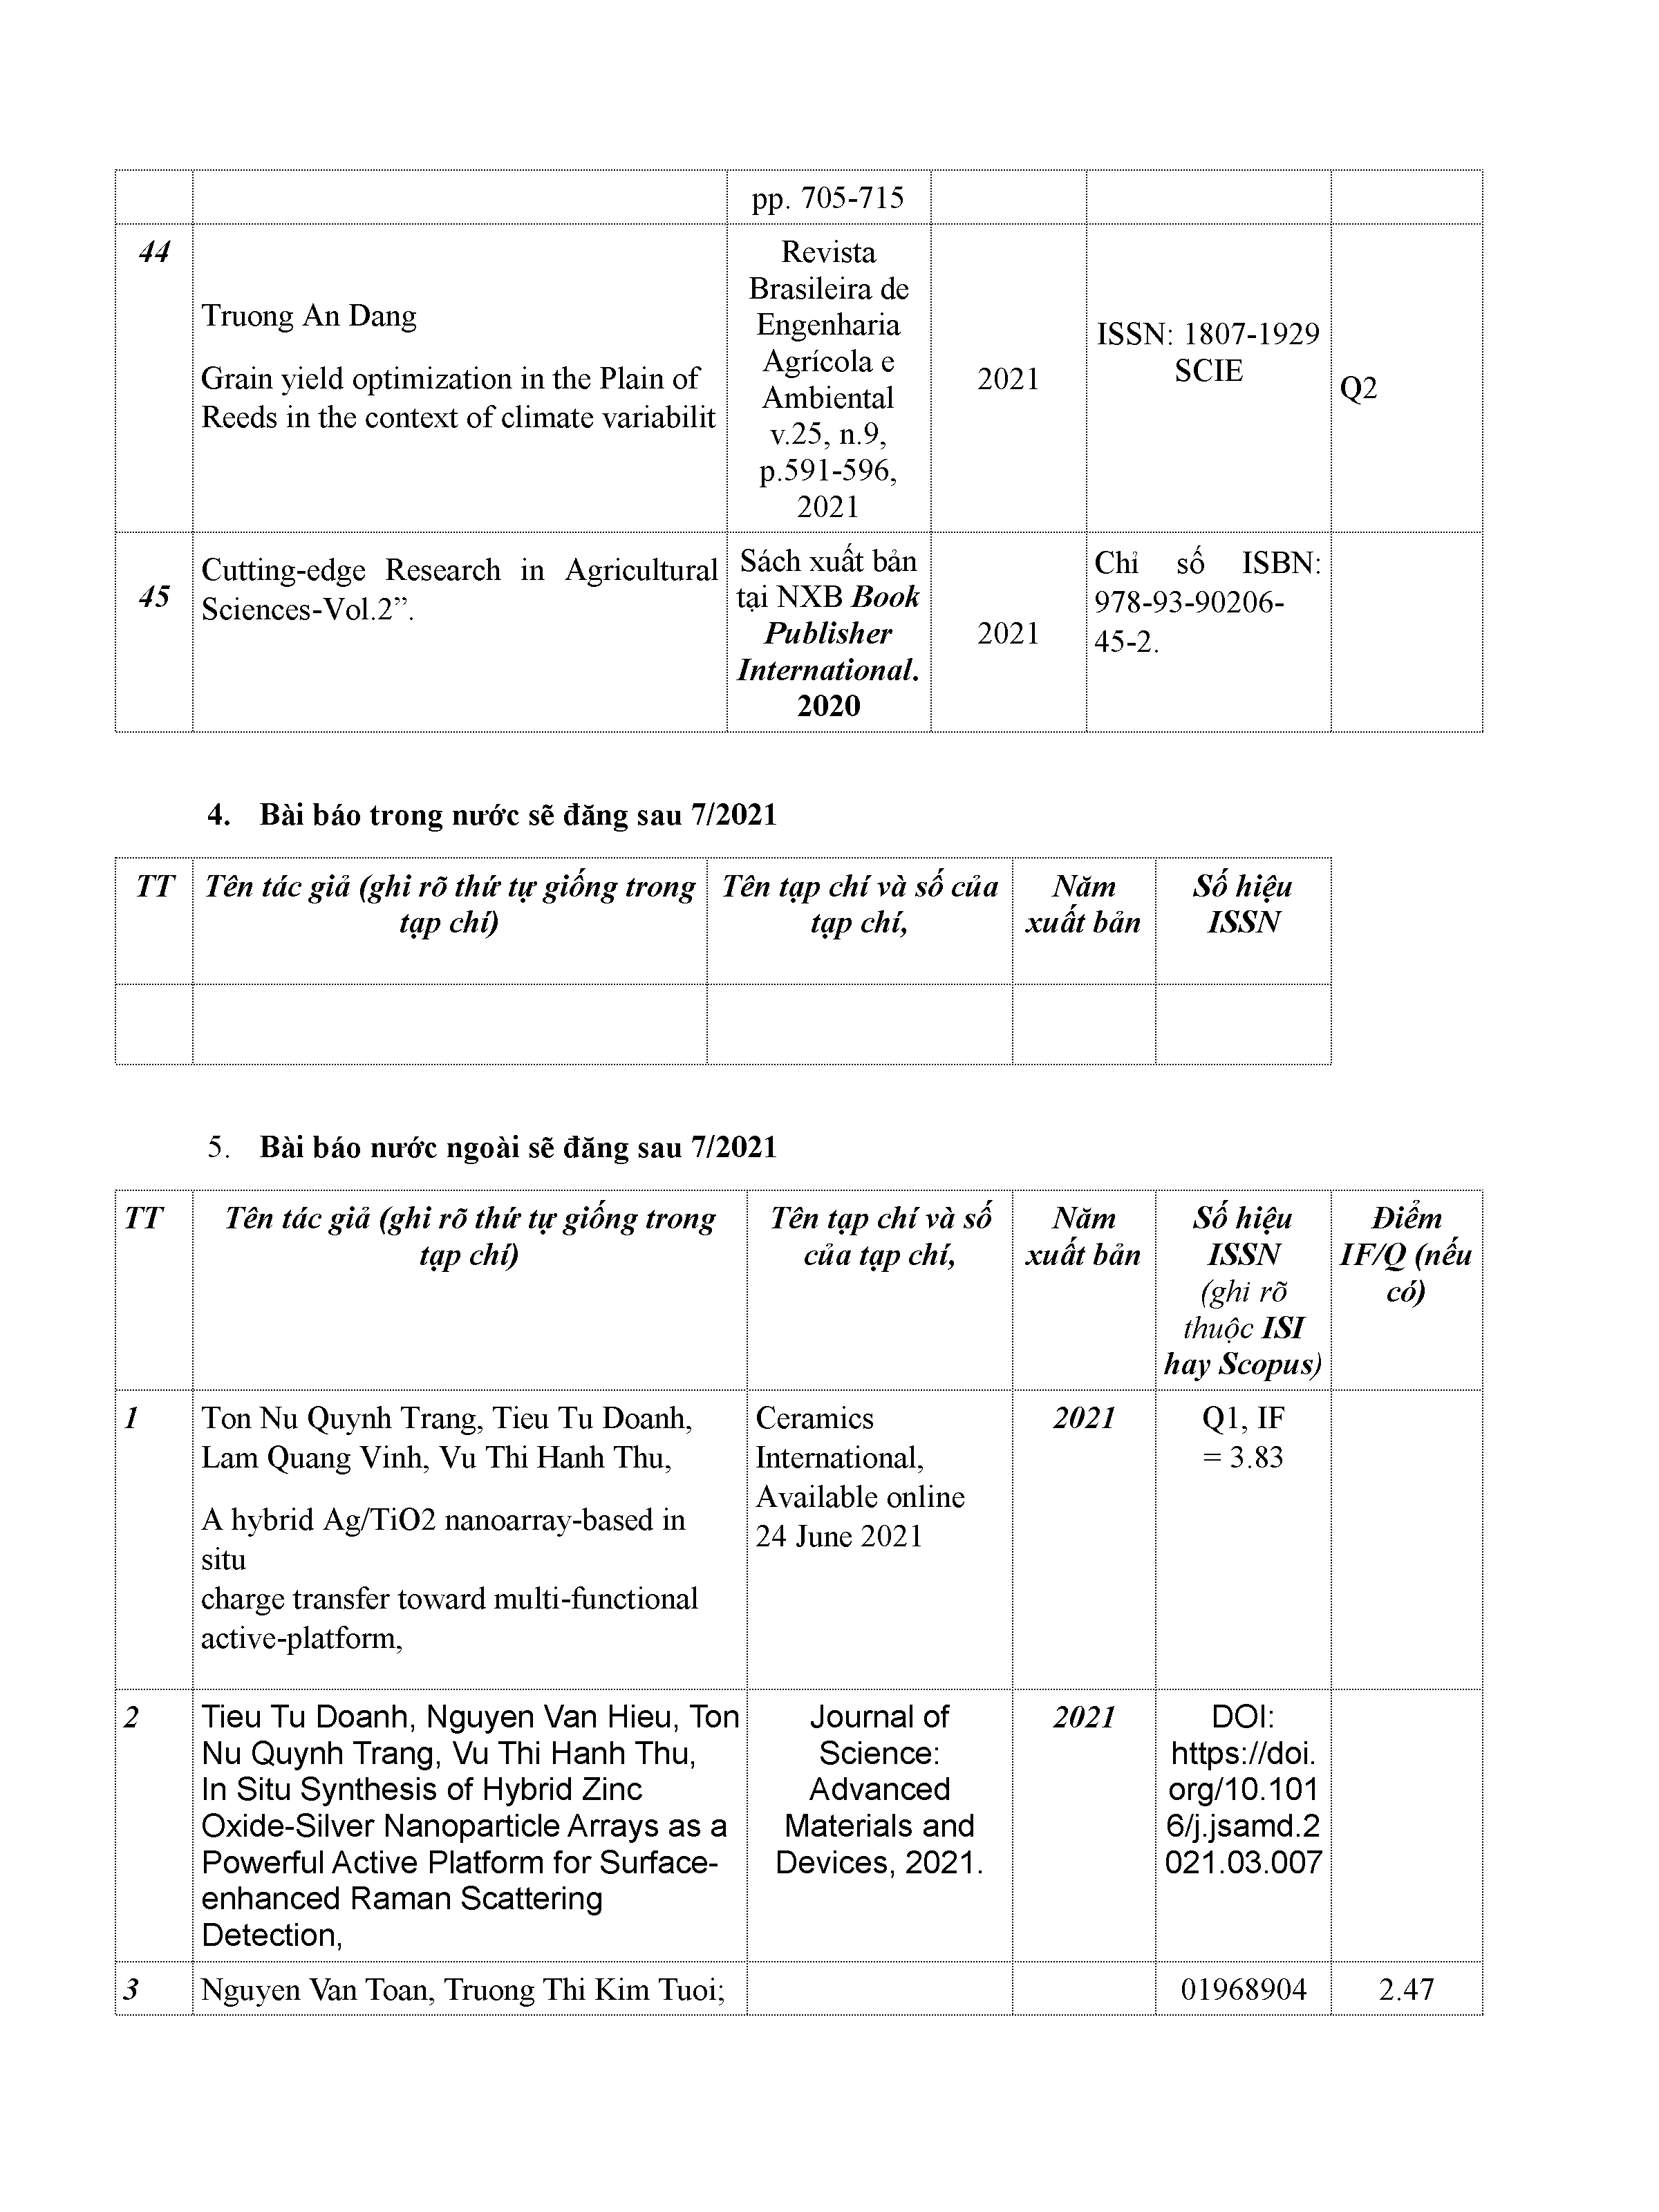 pp. 705-715
44
Truong An Dang
Grain yield optimization in the Plain of
Reeds in the context of climate variabilit
Revista
Brasileira de
Engenharia
Agrícola e
Ambiental
v.25, n.9,
p.591-596,
2021
2021
ISSN: 1807-1929
SCIE
Q2
45
Cutting-edge Research in Agricultural
Sciences-Vol.2”.
Sách xuất bản
tại NXB Book
Publisher
International.
2020
2021
Chỉ số ISBN:
978-93-90206-
45-2.
4. Bài báo trong nước sẽ đăng sau 7/2021
TT
Tên tác giả (ghi rõ thứ tự giống trong
tạp chí)
Tên tạp chí và số của
tạp chí,
Năm
xuất bản
Số hiệu
ISSN
5. Bài báo nước ngoài sẽ đăng sau 7/2021
TT
Tên tác giả (ghi rõ thứ tự giống trong
tạp chí)
Tên tạp chí và số
của tạp chí,
Năm
xuất bản
Số hiệu
ISSN
(ghi rõ
thuộc ISI
hay Scopus)
Điểm
IF/Q (nếu
có)
1
Ton Nu Quynh Trang, Tieu Tu Doanh,
Lam Quang Vinh, Vu Thi Hanh Thu,
A hybrid Ag/TiO2 nanoarray-based in
situ
charge transfer toward multi-functional
active-platform,
Ceramics
International,
Available online
24 June 2021
2021
Q1, IF
= 3.83
2
Tieu Tu Doanh, Nguyen Van Hieu, Ton
Nu Quynh Trang, Vu Thi Hanh Thu,
In Situ Synthesis of Hybrid Zinc
Oxide-Silver Nanoparticle Arrays as a
Powerful Active Platform for Surface-
enhanced Raman Scattering
Detection,
Journal of
Science:
Advanced
Materials and
Devices, 2021.
2021
DOI:
https://doi.
org/10.101
6/j.jsamd.2
021.03.007
3
Nguyen Van Toan, Truong Thi Kim Tuoi;
01968904
2.47